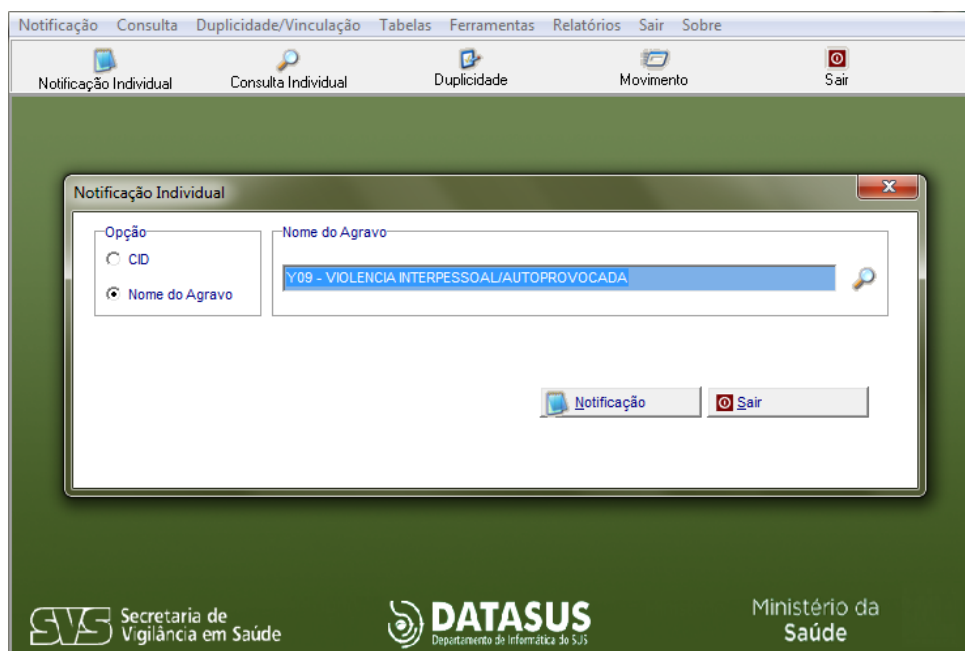 Notificação Consulta Duplicidade/Vinculação Tabelas Ferramentas Relatórios Sair Sobre
Notificação Individual Consulta Individual Duplicidade Movimento Sair
Notificação Individual
Opção
CID
Nome do Agravo
Nome do Agravo
Y09 - VIOLENCIA INTERPESSOAL/AUTOPROVOCADA
Notificação Sair
SVS Secretaria de
Vigilância em Saúde
DATASUS
Departamento de Informática do SUS
Ministério da
Saúde